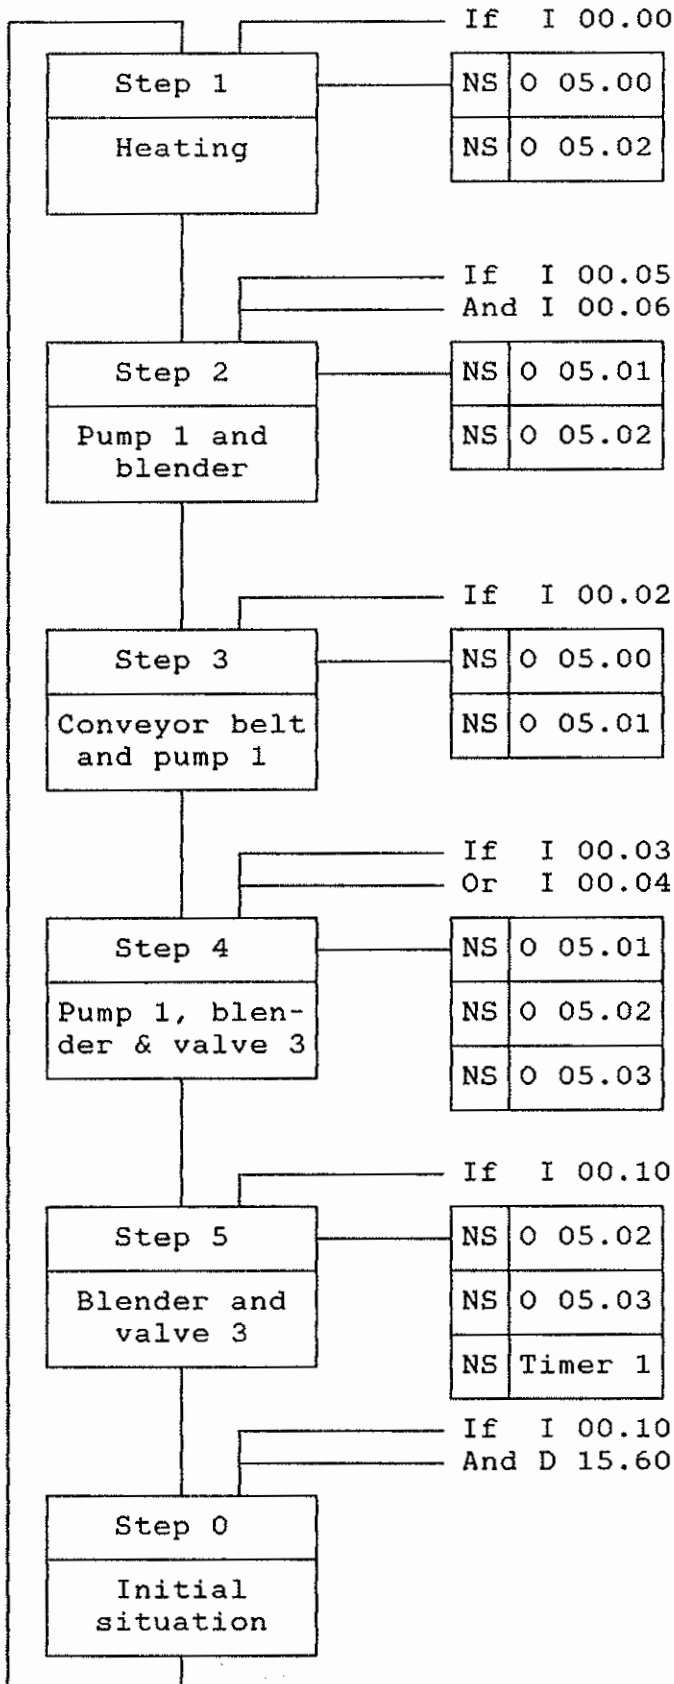 If I 00.00
Step 1
NS O 05.00
Heating
NS O 05.02
If I 00.05
And I 00.06
Step 2
NS O 05.01
Pump 1 and
blender
NS O 05.02
If I 00.02
Step 3
NS O 05.00
Conveyor belt
and pump 1
NS O 05.01
If I 00.03
Or I 00.04
Step 4
NS O 05.01
Pump 1, blen-
der & valve 3
NS O 05.02
NS O 05.03
If I 00.10
Step 5
NS O 05.02
Blender and
valve 3
NS O 05.03
NS Timer 1
If I 00.10
And D 15.60
Step 0
Initial
situation